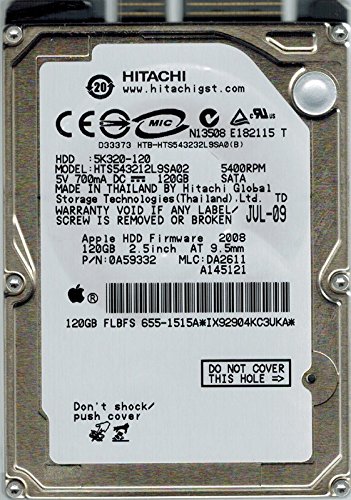 20
HITACHI
www.hitachigst.com
CE MIC N13508 E182115 T
D33373 HTB-HTS543232L9SA0(B)
HDD :5K320-120
MODEL:HTS543212L9SA02 5400RPM
5V 700mA DC 120GB SATA
MADE IN THAILAND BY Hitachi Global
Storage Technologies(Thailand),Ltd. TD
WARRANTY VOID IF ANY LABEL/
SCREW IS REMOVED OR BROKEN
JUL-09
Apple HDD Firmware 2008
120GB 2.5inch AT 9.5mm
P/N:0A59332 MLC:DA2611
A145121
®
120GB FLBFS 655-1515A*IX92904KC3UKA*
DO NOT COVER
THIS HOLE
Don't shock/
push cover